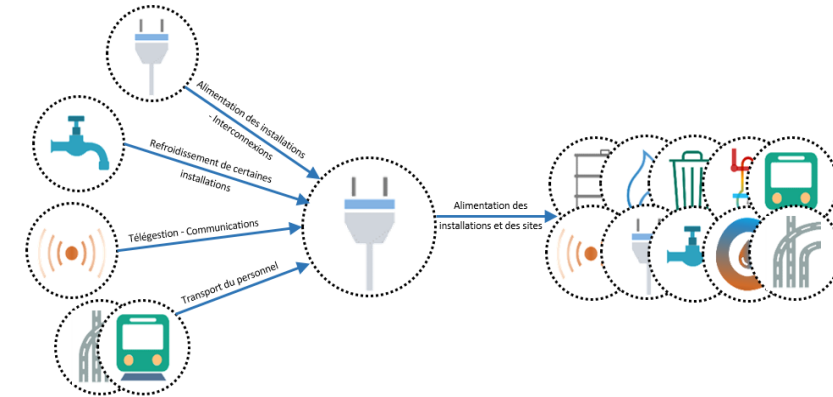 Alimentation des installations
- Interconnexions
Refroidissement de certaines
installations
Télégestion - Communications
Transport du personnel
Alimentation des
installations et des sites